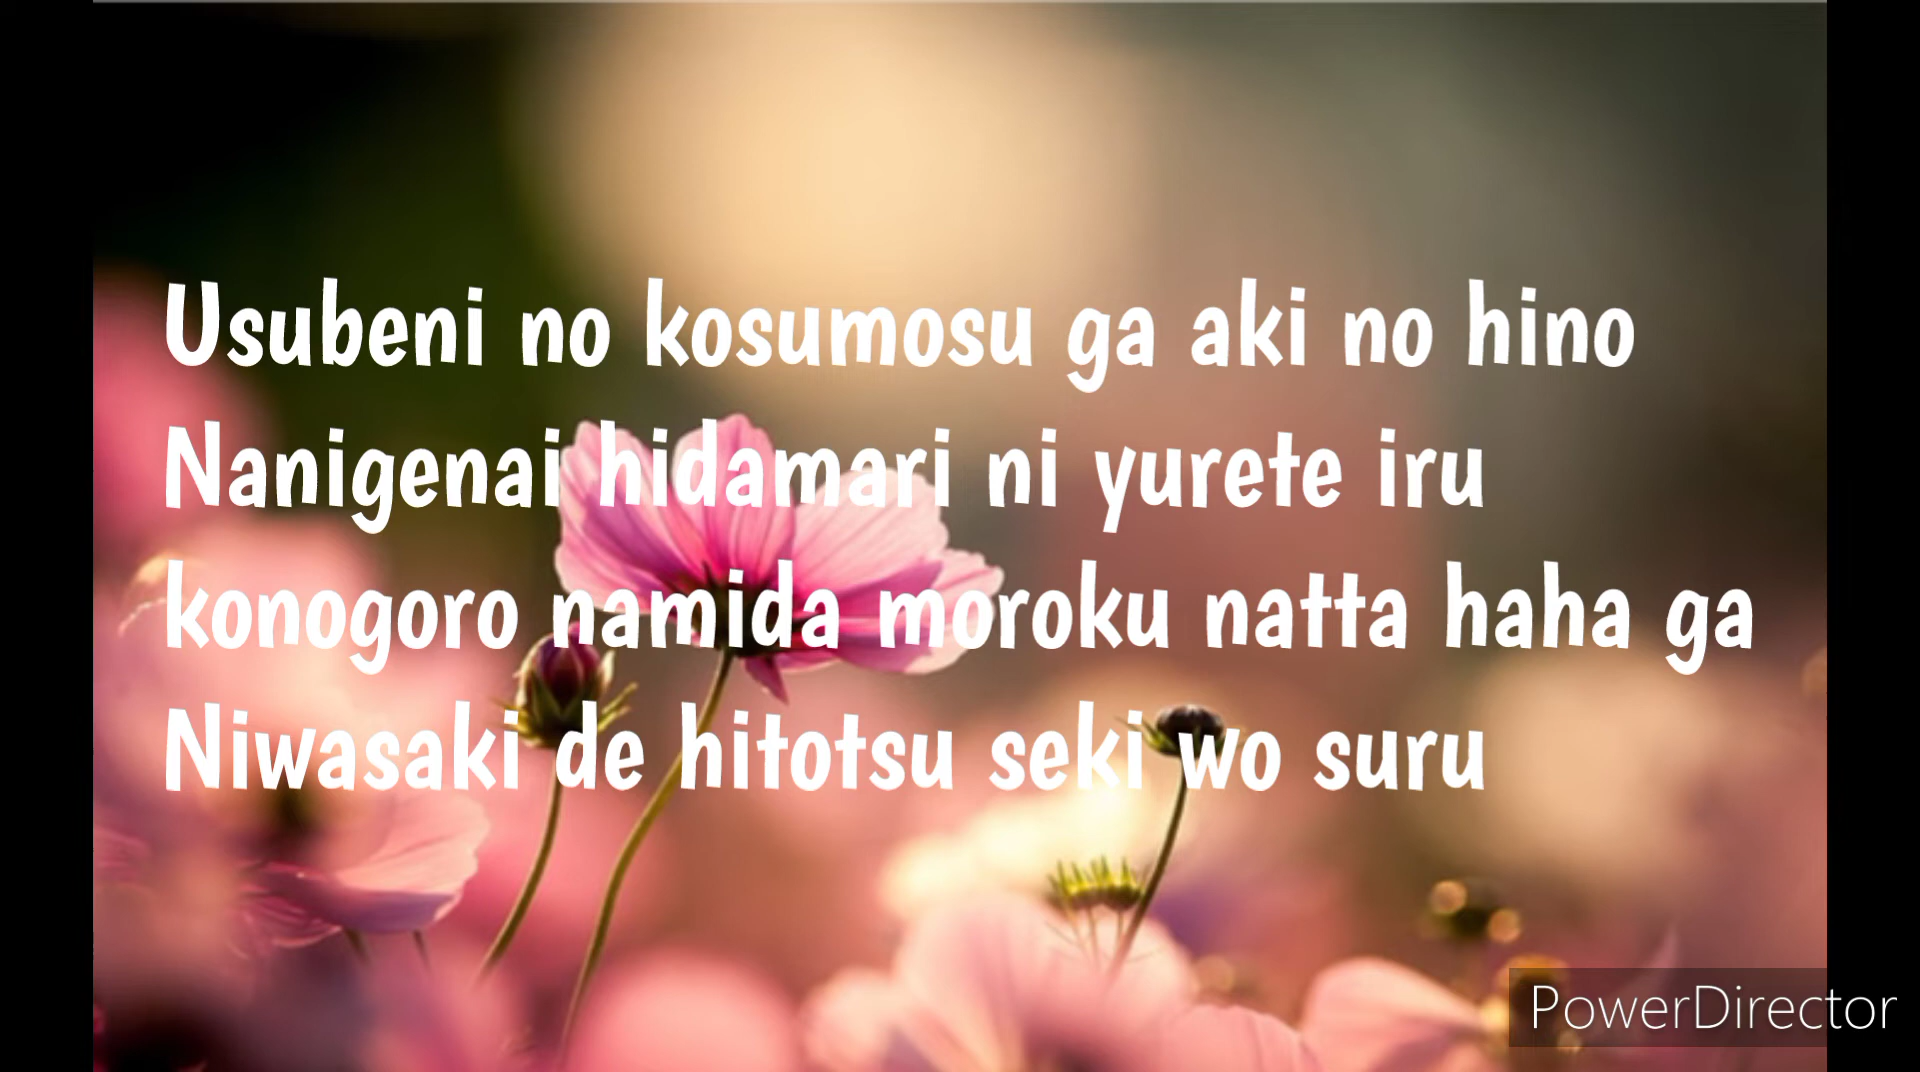 Usubeni no kosumosu ga aki no hino
Nanigenai hidamari ni yurete iru
konogoro namida moroku natta haha ga
Niwasaki de hitotsu seki wo suru
PowerDirector